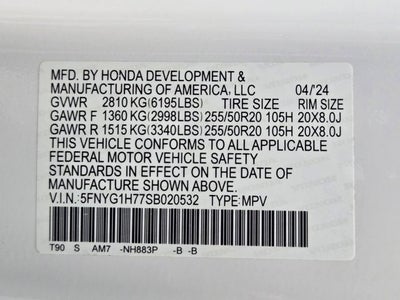 MFD. BY HONDA DEVELOPMENT &
MANUFACTURING OF AMERICA, LLC 04/'24
GVWR 2810 KG(6195LBS) TIRE SIZE RIM SIZE
GAWR F 1360 KG(2998LBS) 255/50R20 105H 20X8.0J
GAWR R 1515 KG(3340LBS) 255/50R20 105H 20X8.0J
THIS VEHICLE CONFORMS TO ALL APPLICABLE
FEDERAL MOTOR VEHICLE SAFETY
STANDARDS IN EFFECT ON THE DATE OF
MANUFACTURE SHOWN ABOVE.
V.I.N.: 5FNYG1H77SB020532 TYPE: MPV
T90 S AM7 -NH883P -B -B